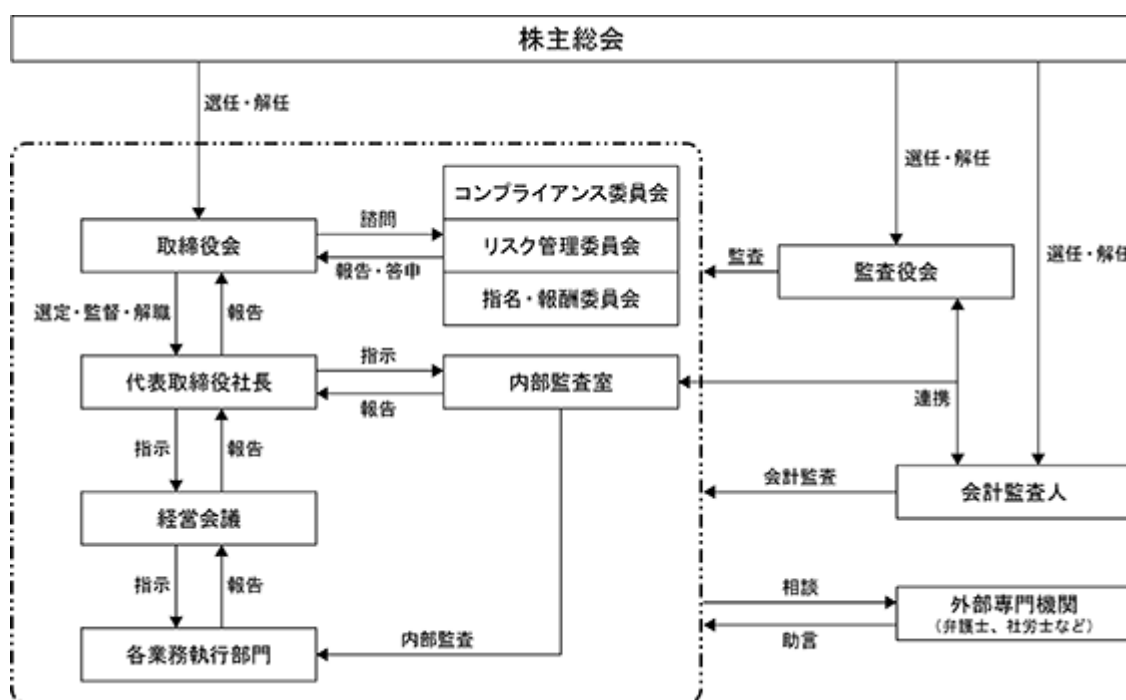 株主総会
選任・解任
選任・解任
選任・解任
コンプライアンス委員会
リスク管理委員会
指名・報酬委員会
取締役会
諮問
報告・答申
監査
監査役会
選定・監督・解職
報告
代表取締役社長
指示
報告
内部監査室
連携
指示
報告
経営会議
会計監査
会計監査人
指示
報告
相談
助言
外部専門機関
（弁護士、社労士など）
各業務執行部門
内部監査